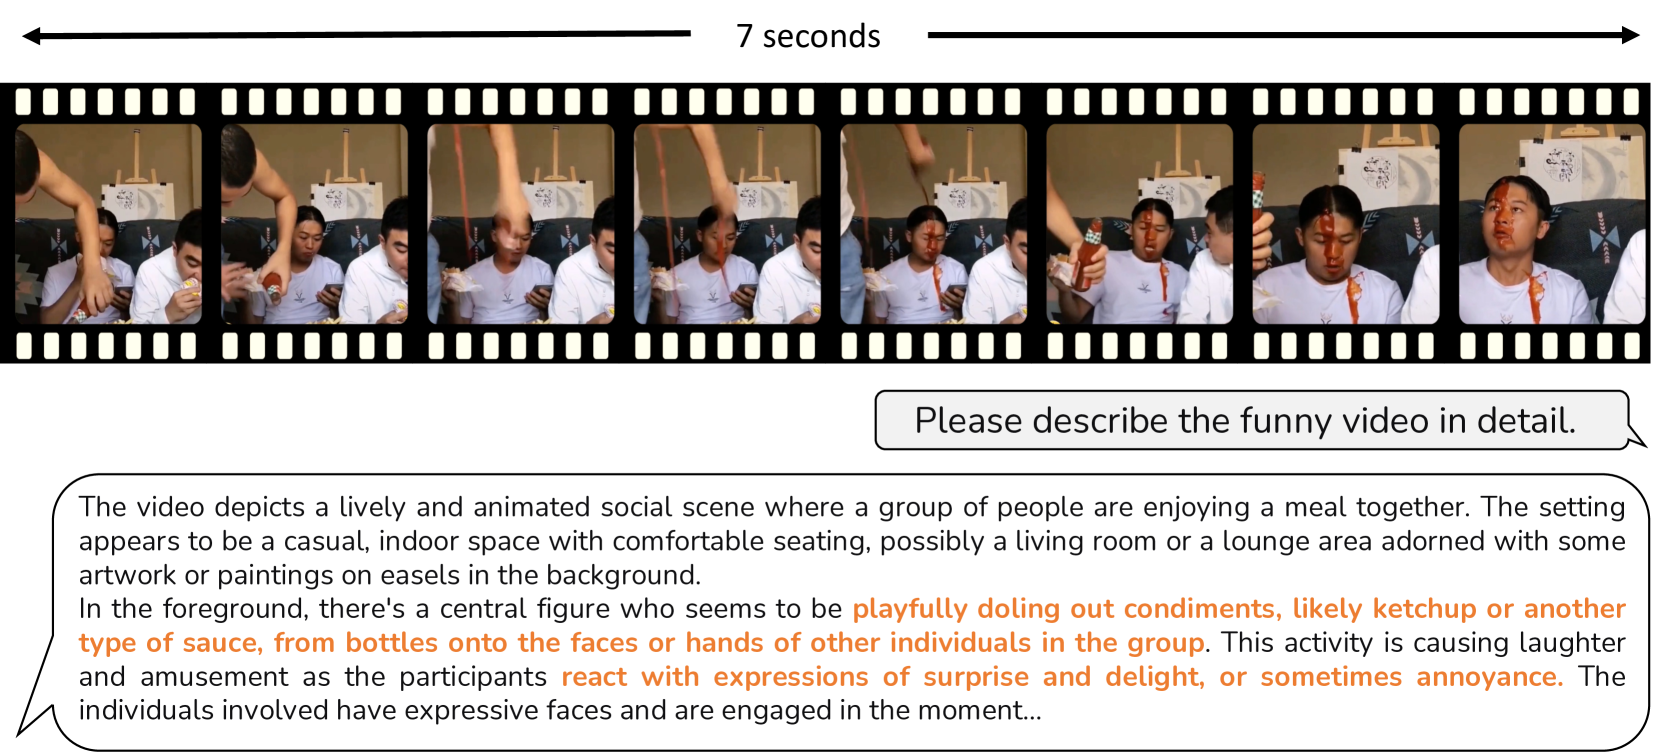 7 seconds
Please describe the funny video in detail.
The video depicts a lively and animated social scene where a group of people are enjoying a meal together. The setting
appears to be a casual, indoor space with comfortable seating, possibly a living room or a lounge area adorned with some
artwork or paintings on easels in the background.
In the foreground, there's a central figure who seems to be playfully doling out condiments, likely ketchup or another
type of sauce, from bottles onto the faces or hands of other individuals in the group. This activity is causing laughter
and amusement as the participants react with expressions of surprise and delight, or sometimes annoyance. The
individuals involved have expressive faces and are engaged in the moment...